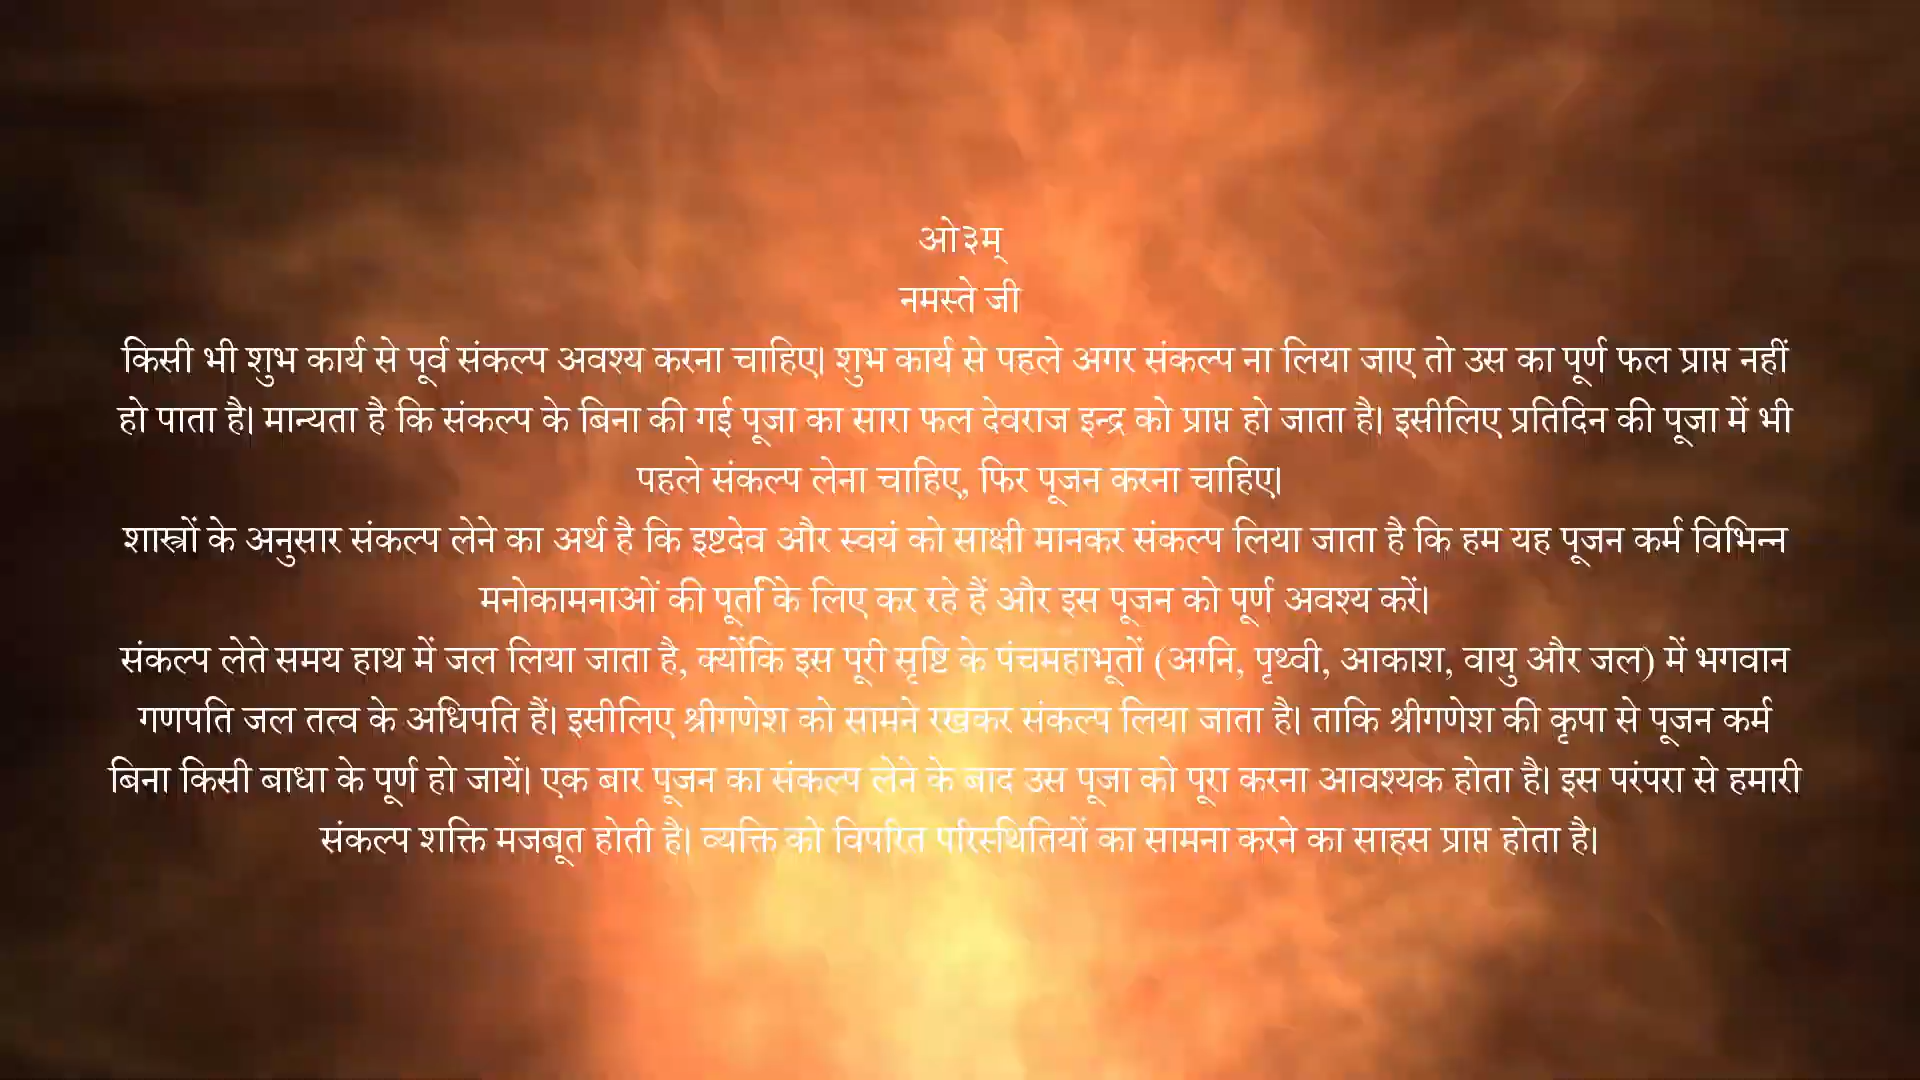 ओ३म्
नमस्ते जी
किसी भी शुभ कार्य से पूर्व संकल्प अवश्य करना चाहिए। शुभ कार्य से पहले अगर संकल्प ना लिया जाए तो उस का पूर्ण फल प्राप्त नहीं
हो पाता है। मान्यता है कि संकल्प के बिना की गई पूजा का सारा फल देवराज इन्द्र को प्राप्त हो जाता है। इसीलिए प्रतिदिन की पूजा में भी
पहले संकल्प लेना चाहिए, फिर पूजन करना चाहिए।
शास्त्रों के अनुसार संकल्प लेने का अर्थ है कि इष्टदेव और स्वयं को साक्षी मानकर संकल्प लिया जाता है कि हम यह पूजन कर्म विभिन्न
मनोकामनाओं की पूर्ति के लिए कर रहे हैं और इस पूजन को पूर्ण अवश्य करें।
संकल्प लेते समय हाथ में जल लिया जाता है, क्योंकि इस पूरी सृष्टि के पंचमहाभूतों (अग्नि, पृथ्वी, आकाश, वायु और जल) में भगवान
गणपति जल तत्व के अधिपति हैं। इसीलिए श्रीगणेश को सामने रखकर संकल्प लिया जाता है। ताकि श्रीगणेश की कृपा से पूजन कर्म
बिना किसी बाधा के पूर्ण हो जायें। एक बार पूजन का संकल्प लेने के बाद उस पूजा को पूरा करना आवश्यक होता है। इस परंपरा से हमारी
संकल्प शक्ति मजबूत होती है। व्यक्ति को विपरित परिस्थितियों का सामना करने का साहस प्राप्त होता है।